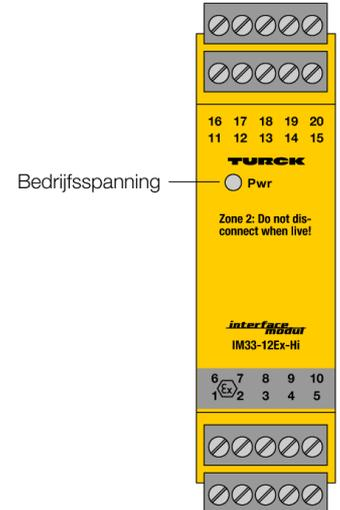 16 17 18 19 20
11 12 13 14 15
TURCK
Bedrijfsspanning
Pwr
Zone 2: Do not dis-
connect when live!
interface
modul
IM33-12Ex-Hi
6 7 8 9 10
Ex
1 2 3 4 5